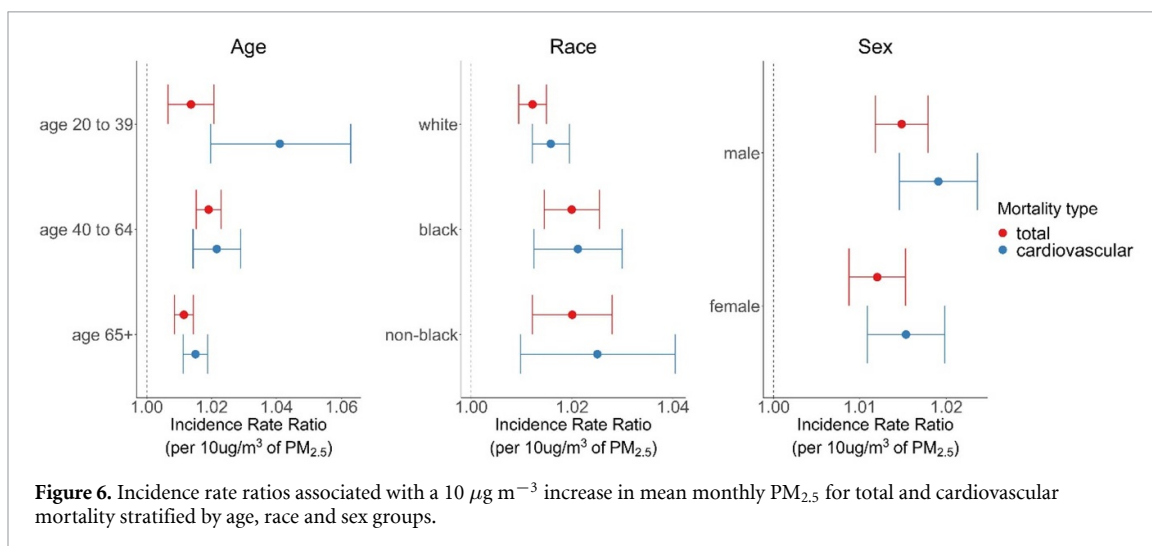 Age
Race
Sex
age 20 to 39
age 40 to 64
age 65+
1.00 1.02 1.04 1.06
Incidence Rate Ratio
(per 10ug/m³ of PM₂.₅)
white
black
non-black
1.00 1.02 1.04
Incidence Rate Ratio
(per 10ug/m³ of PM₂.₅)
male
female
1.00 1.01 1.02
Incidence Rate Ratio
(per 10ug/m³ of PM₂.₅)
Mortality type
total
cardiovascular
Figure 6. Incidence rate ratios associated with a 10 μg m⁻³ increase in mean monthly PM₂.₅ for total and cardiovascular
mortality stratified by age, race and sex groups.